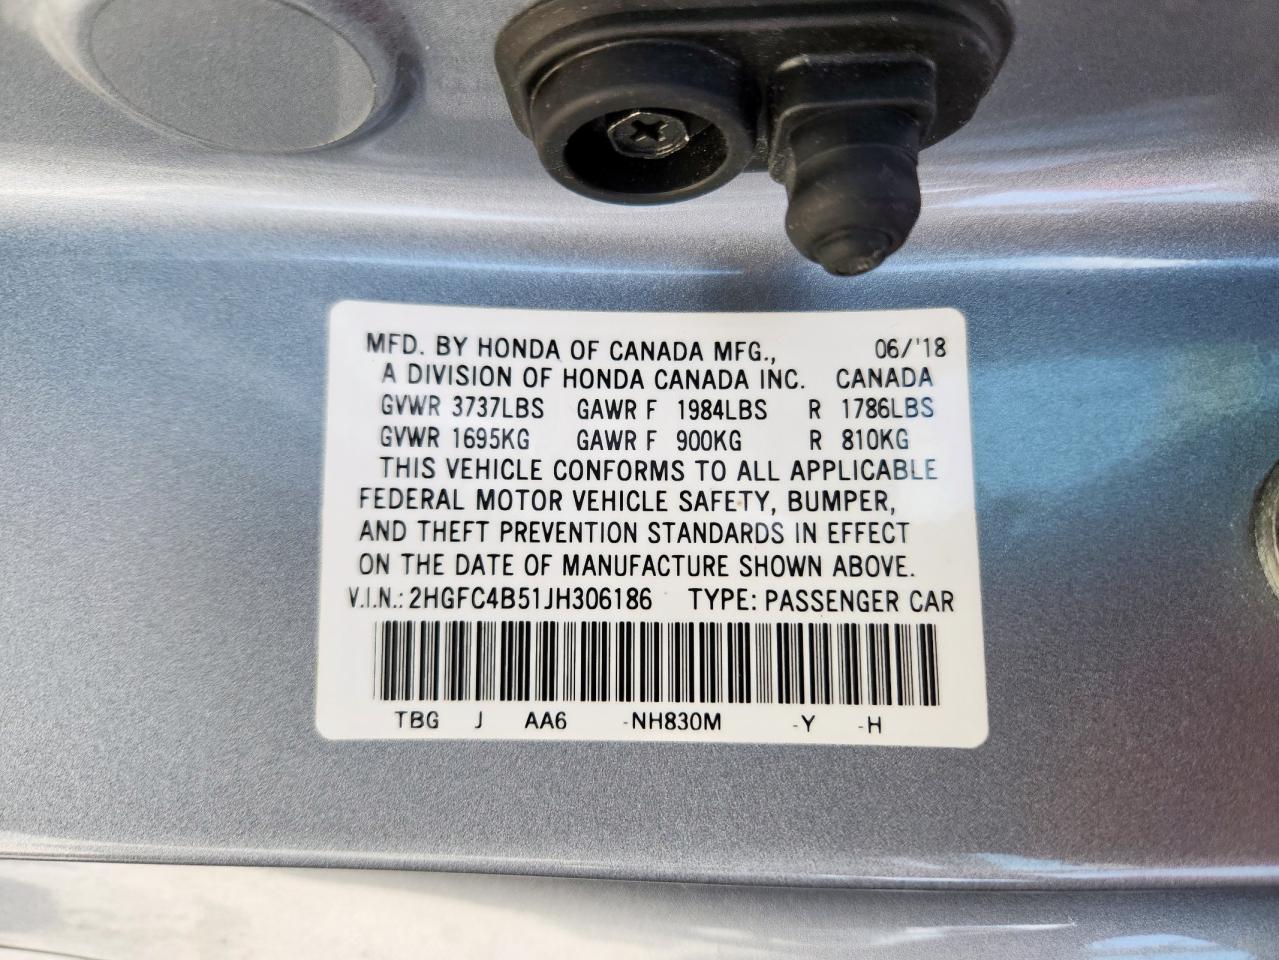 MFD. BY HONDA OF CANADA MFG., 06/'18
A DIVISION OF HONDA CANADA INC. CANADA
GVWR 3737LBS GAWR F 1984LBS R 1786LBS
GVWR 1695KG GAWR F 900KG R 810KG
THIS VEHICLE CONFORMS TO ALL APPLICABLE
FEDERAL MOTOR VEHICLE SAFETY, BUMPER,
AND THEFT PREVENTION STANDARDS IN EFFECT
ON THE DATE OF MANUFACTURE SHOWN ABOVE.
V.I.N.: 2HGFC4B51JH306186 TYPE: PASSENGER CAR
TBG J AA6 -NH830M -Y -H